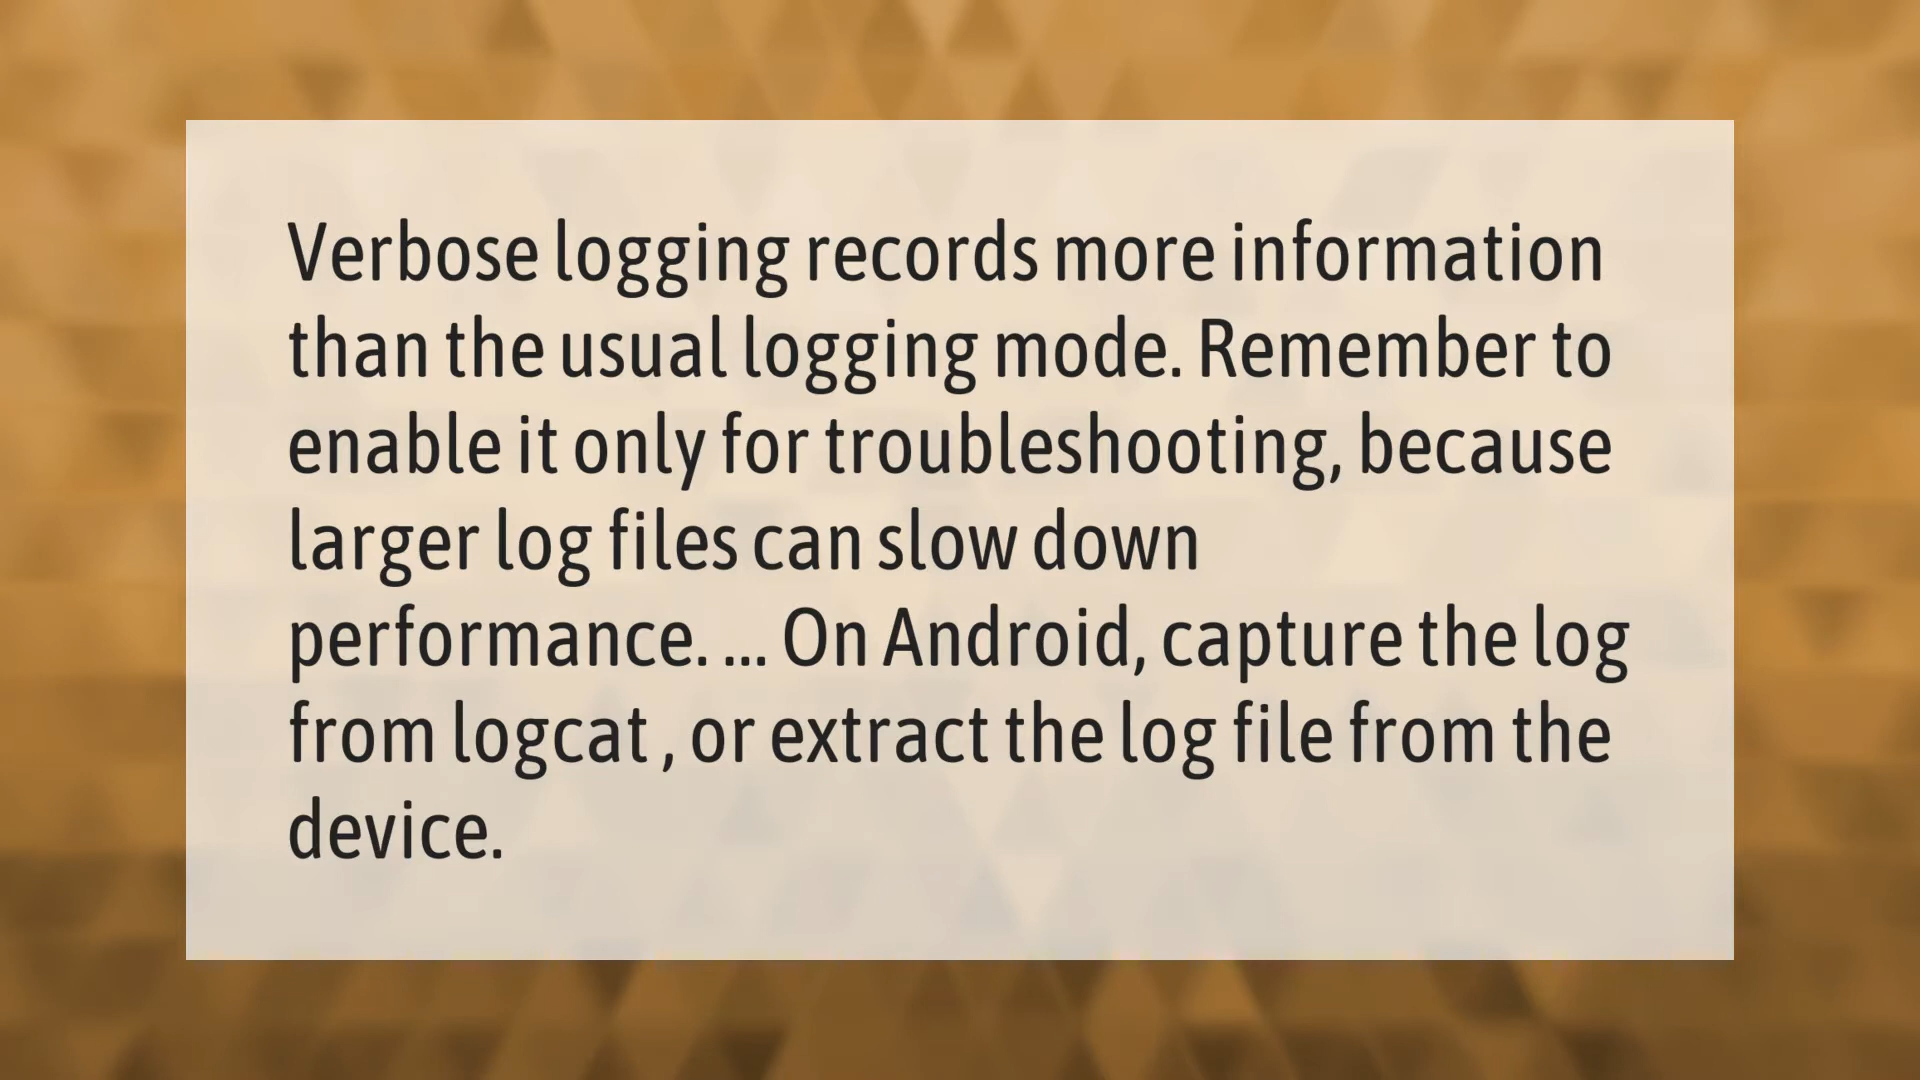 Verbose logging records more information
than the usual logging mode. Remember to
enable it only for troubleshooting, because
larger log files can slow down
performance. ... On Android, capture the log
from logcat , or extract the log file from the
device.